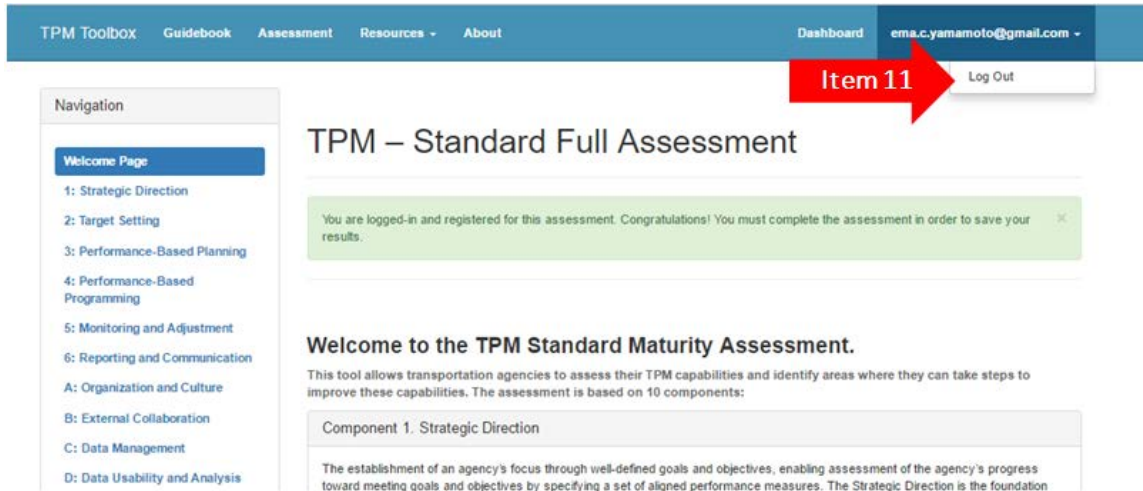 TPM Toolbox Guidebook Assessment Resources About Dashboard ema.c.yamamoto@gmail.com
Item 11
Log Out
Navigation
Welcome Page
1: Strategic Direction
2: Target Setting
3: Performance-Based Planning
4: Performance-Based
Programming
5: Monitoring and Adjustment
6: Reporting and Communication
A: Organization and Culture
B: External Collaboration
C: Data Management
D: Data Usability and Analysis
TPM – Standard Full Assessment
You are logged-in and registered for this assessment. Congratulations! You must complete the assessment in order to save your
results.
Welcome to the TPM Standard Maturity Assessment.
This tool allows transportation agencies to assess their TPM capabilities and identify areas where they can take steps to
improve these capabilities. The assessment is based on 10 components:
Component 1. Strategic Direction
The establishment of an agency's focus through well-defined goals and objectives, enabling assessment of the agency's progress
toward meeting goals and objectives by specifying a set of aligned performance measures. The Strategic Direction is the foundation